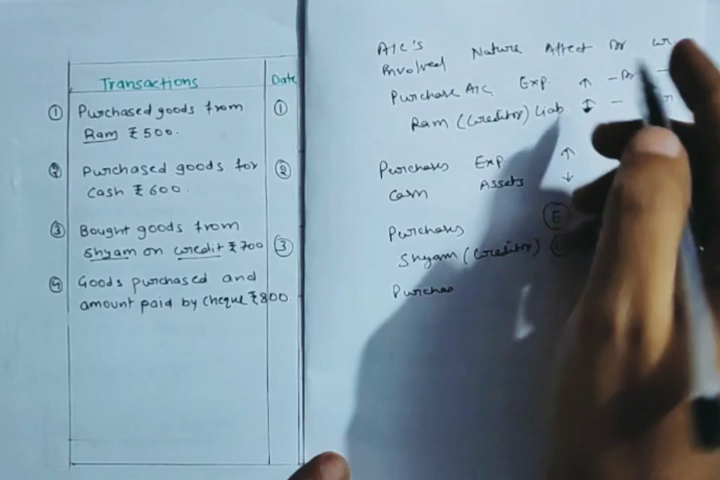 Transactions
Date
① Purchased goods from ①
Ram ₹500.
② Purchased goods for ②
Cash ₹600.
③ Bought goods from
Shyam on credit ₹700 ③
④ Goods purchased and
amount paid by cheque ₹800.
A/c's
Involved Nature Affect Dr Cr
Purchase A/c Exp. ↑ - Dr -
Ram (Creditor) Liab. ↑ -
Purchases Exp ↑
Cash Assets ↓
Purchases E
Shyam (Creditor)
Purchas